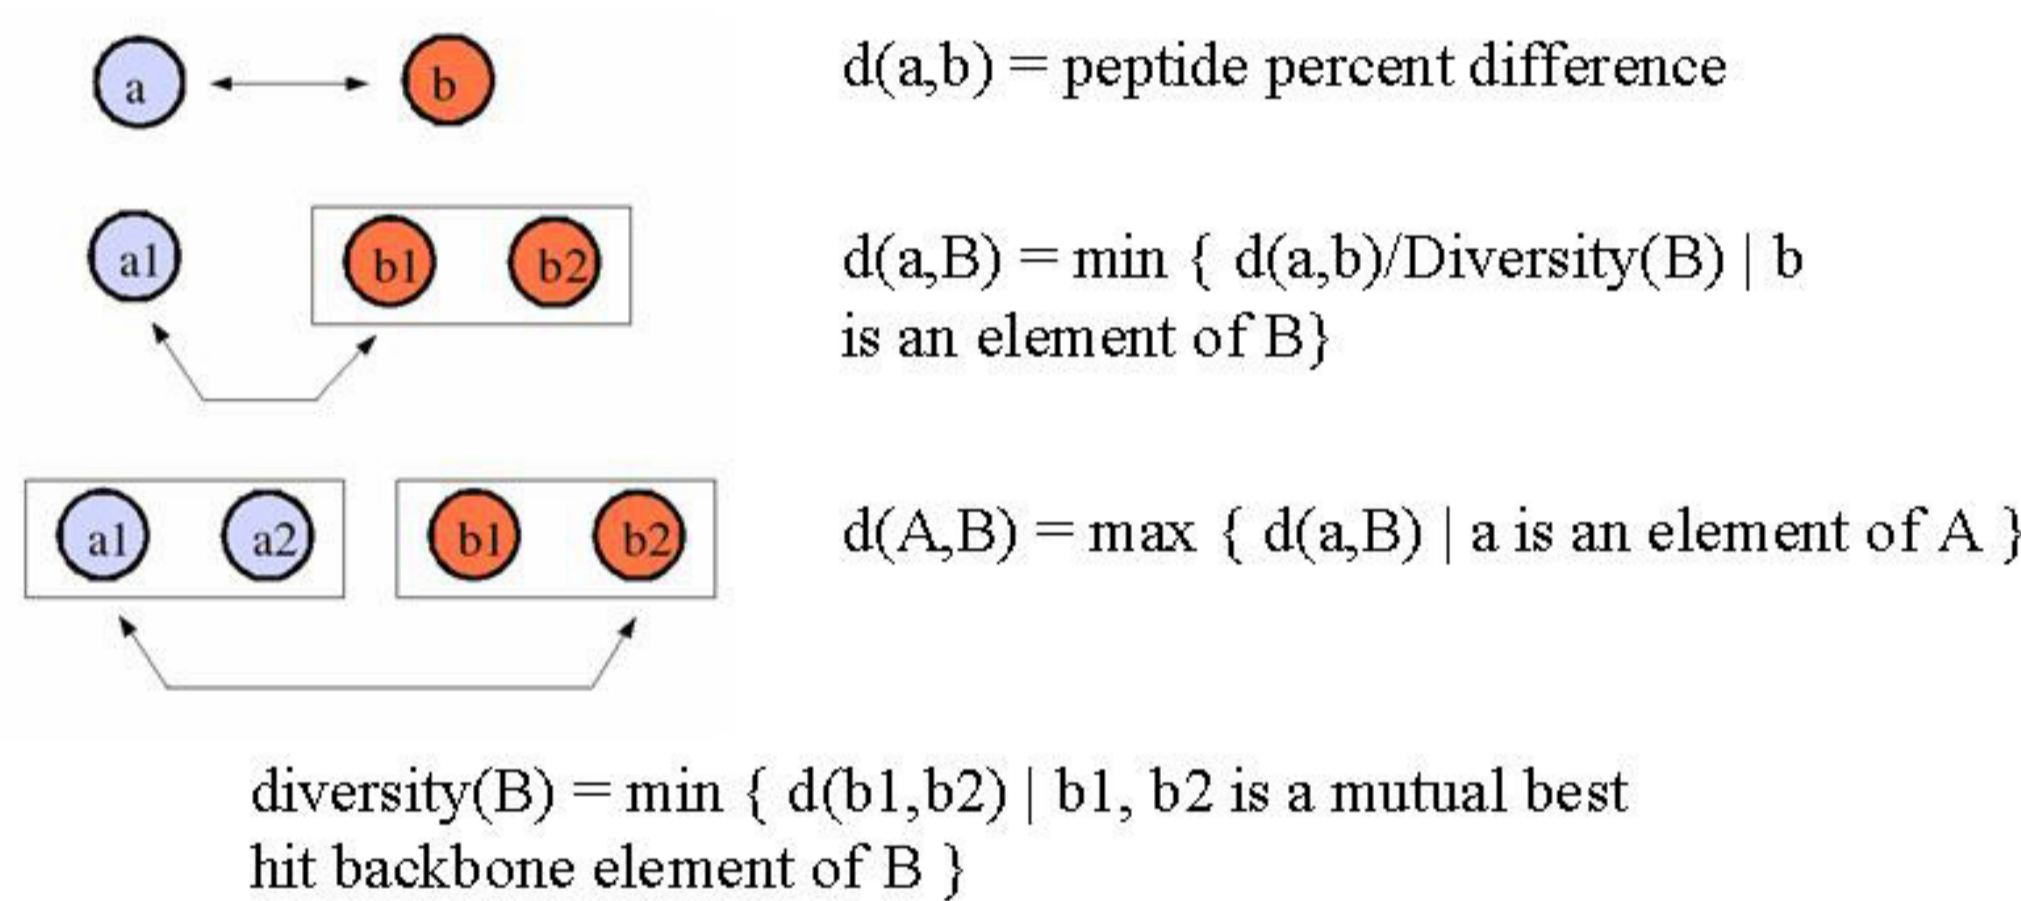 a b d(a,b) = peptide percent difference
a1 b1 b2 d(a,B) = min { d(a,b)/Diversity(B) | b
is an element of B}
a1 a2 b1 b2 d(A,B) = max { d(a,B) | a is an element of A }
diversity(B) = min { d(b1,b2) | b1, b2 is a mutual best
hit backbone element of B }